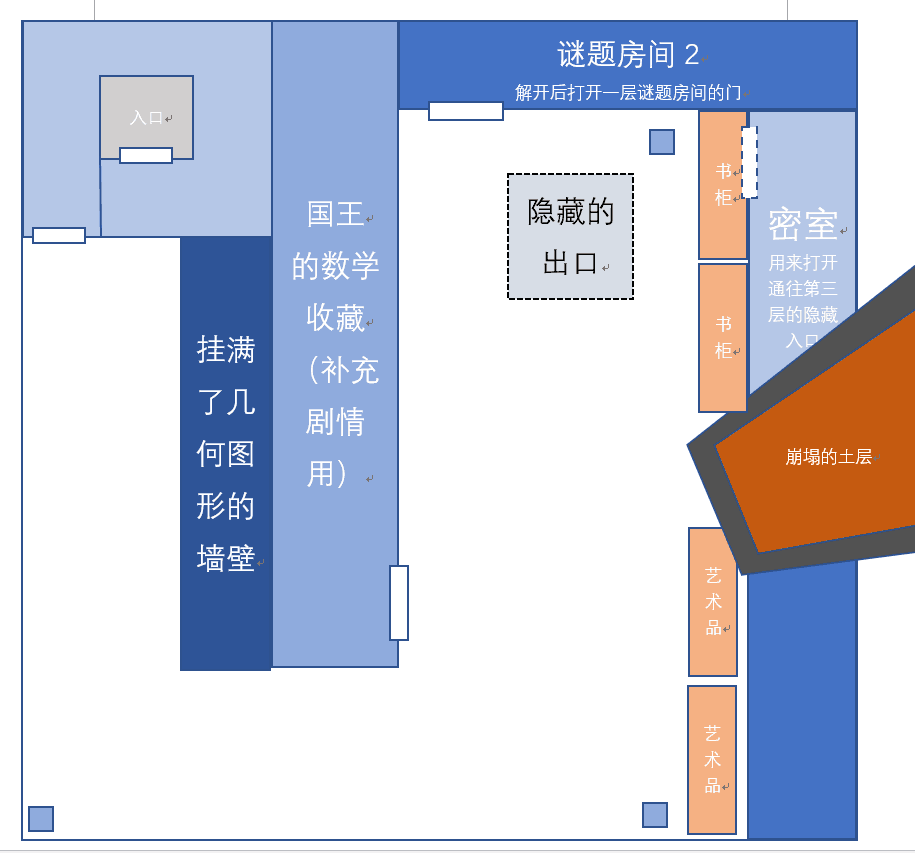 谜题房间 2
解开后打开一层谜题房间的门
入口
国王
的数学
收藏
（补充
剧情
用）
挂满
了几
何图
形的
墙壁
隐藏的
出口
书
柜
书
柜
密室
用来打开
通往第三
层的隐藏
入口
崩塌的土层
艺
术
品
艺
术
品